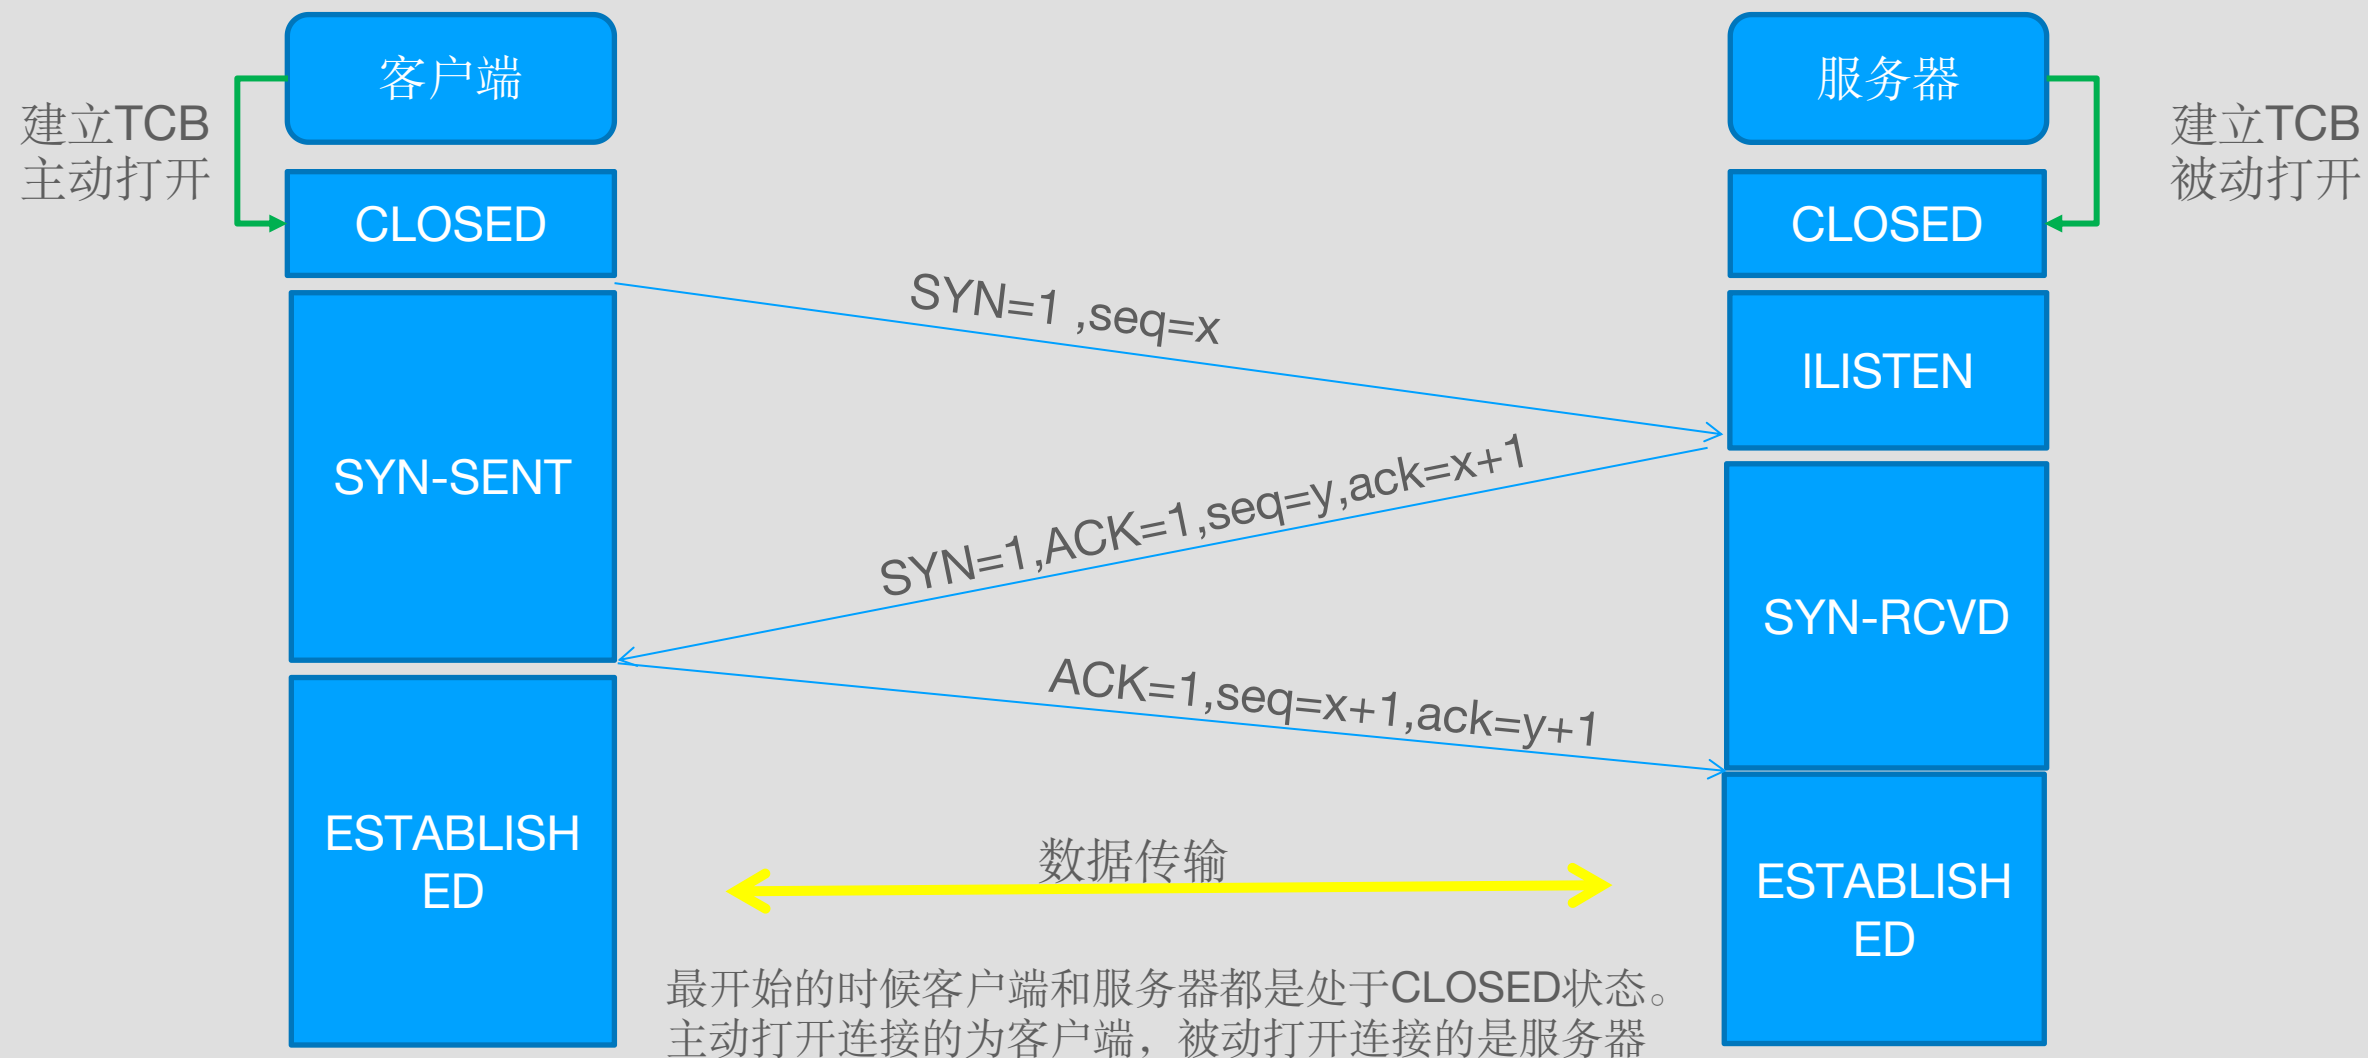 客户端
服务器
建立TCB
主动打开
建立TCB
被动打开
CLOSED
CLOSED
SYN=1 ,seq=x
ILISTEN
SYN-SENT
SYN=1,ACK=1,seq=y,ack=x+1
SYN-RCVD
ACK=1,seq=x+1,ack=y+1
ESTABLISH
ED
数据传输
ESTABLISH
ED
最开始的时候客户端和服务器都是处于CLOSED状态。
主动打开连接的为客户端，被动打开连接的是服务器